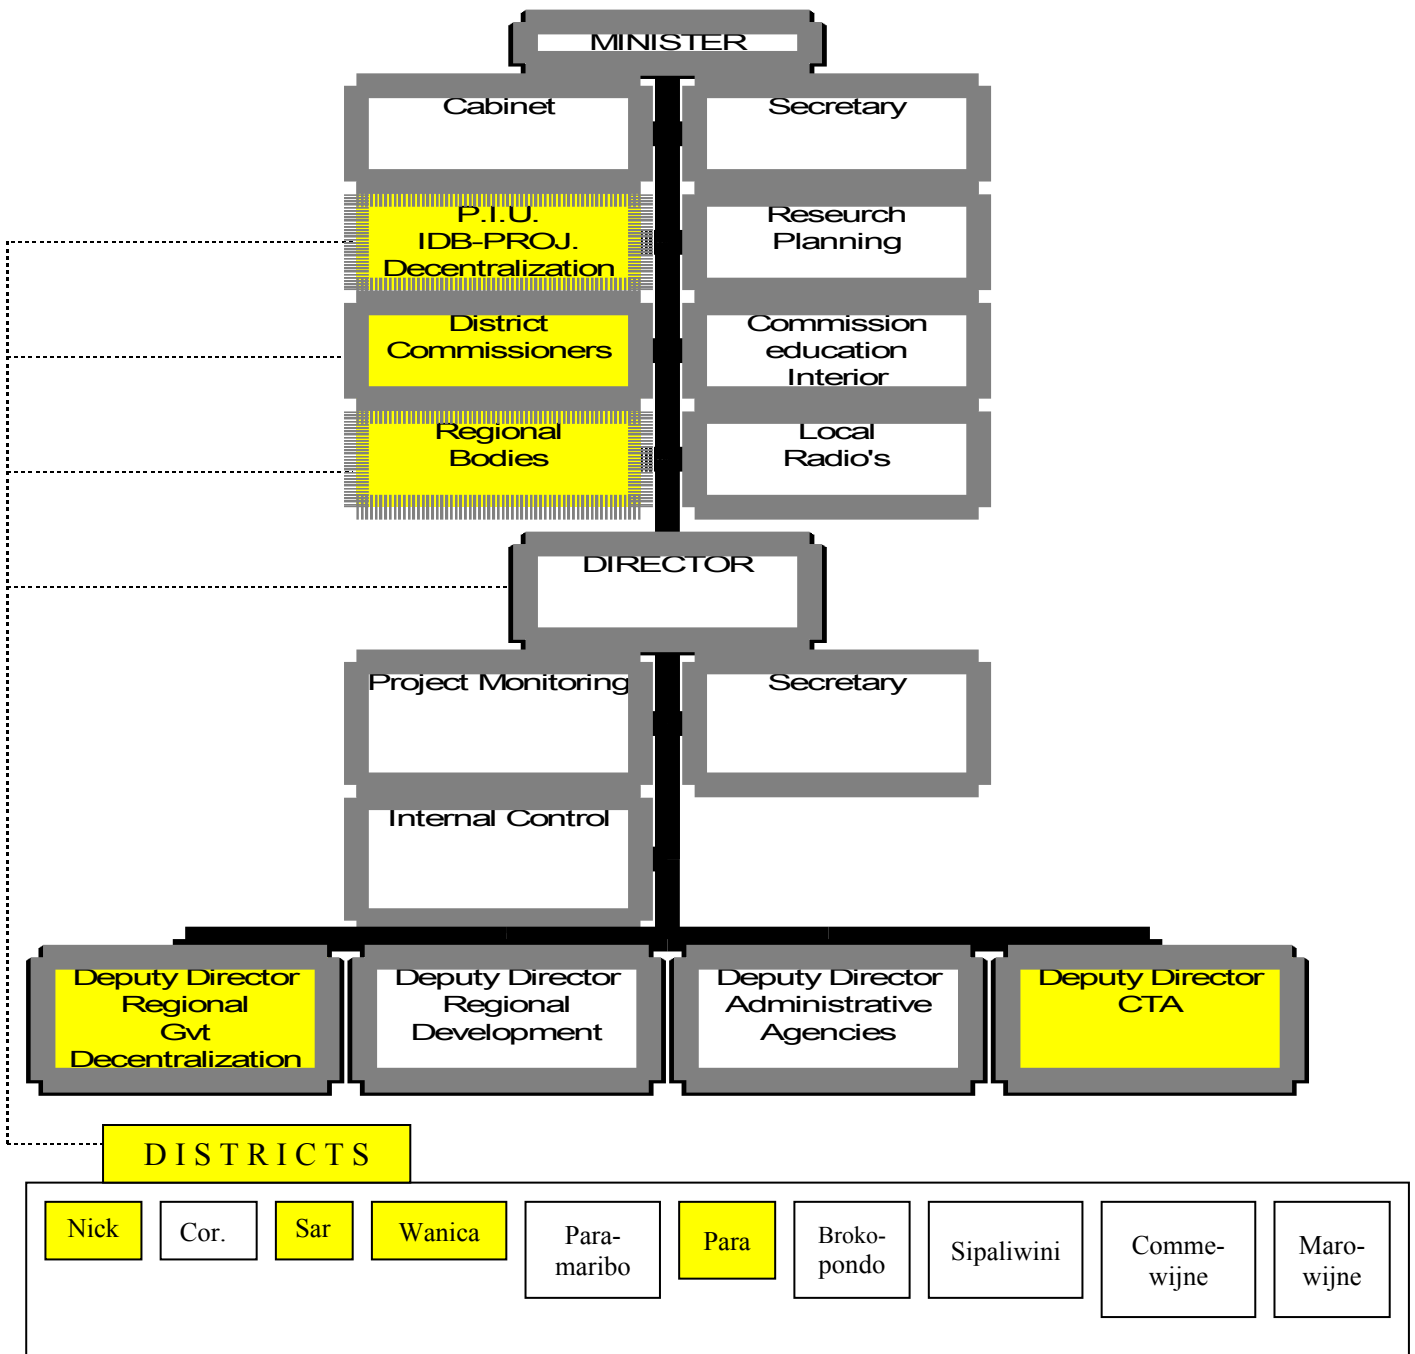 MINISTER
Cabinet
Secretary
P.I.U.
IDB-PROJ.
Decentralization
Reseurch
Planning
District
Commissioners
Commission
education
Interior
Regional
Bodies
Local
Radio's
DIRECTOR
Project Monitoring
Secretary
Internal Control
Deputy Director
Regional
Gvt
Decentralization
Deputy Director
Regional
Development
Deputy Director
Administrative
Agencies
Deputy Director
CTA
D I S T R I C T S
Nick
Cor.
Sar
Wanica
Para-
maribo
Para
Broko-
pondo
Sipaliwini
Comme-
wijne
Maro-
wijne